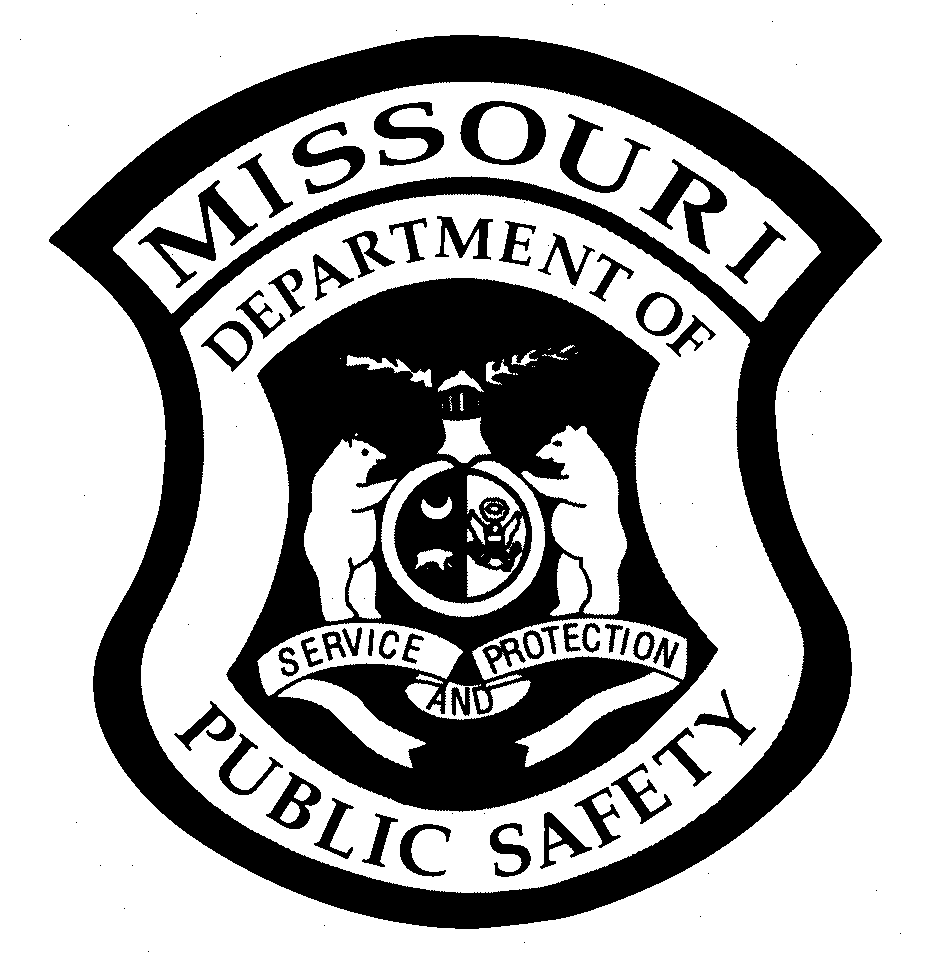 MISSOURI
DEPARTMENT OF
SERVICE
AND
PROTECTION
PUBLIC SAFETY